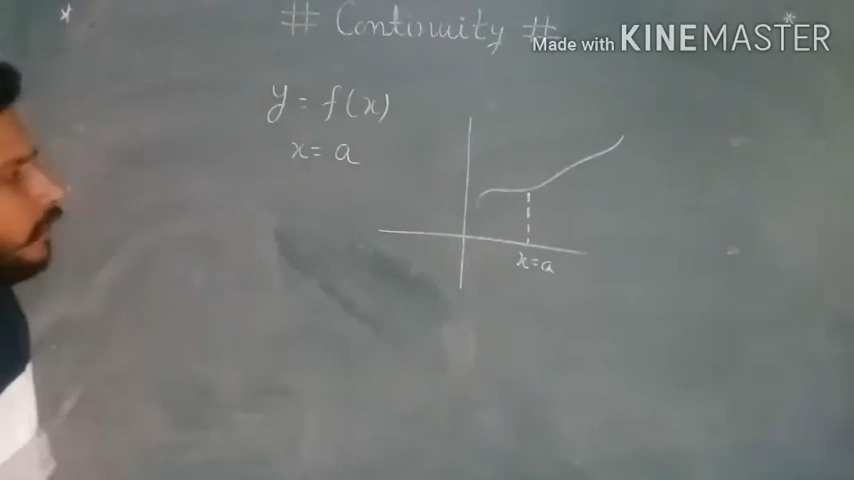 * # Continuity # *
Made with KINEMASTER
y = f(x)
x = a
x = a